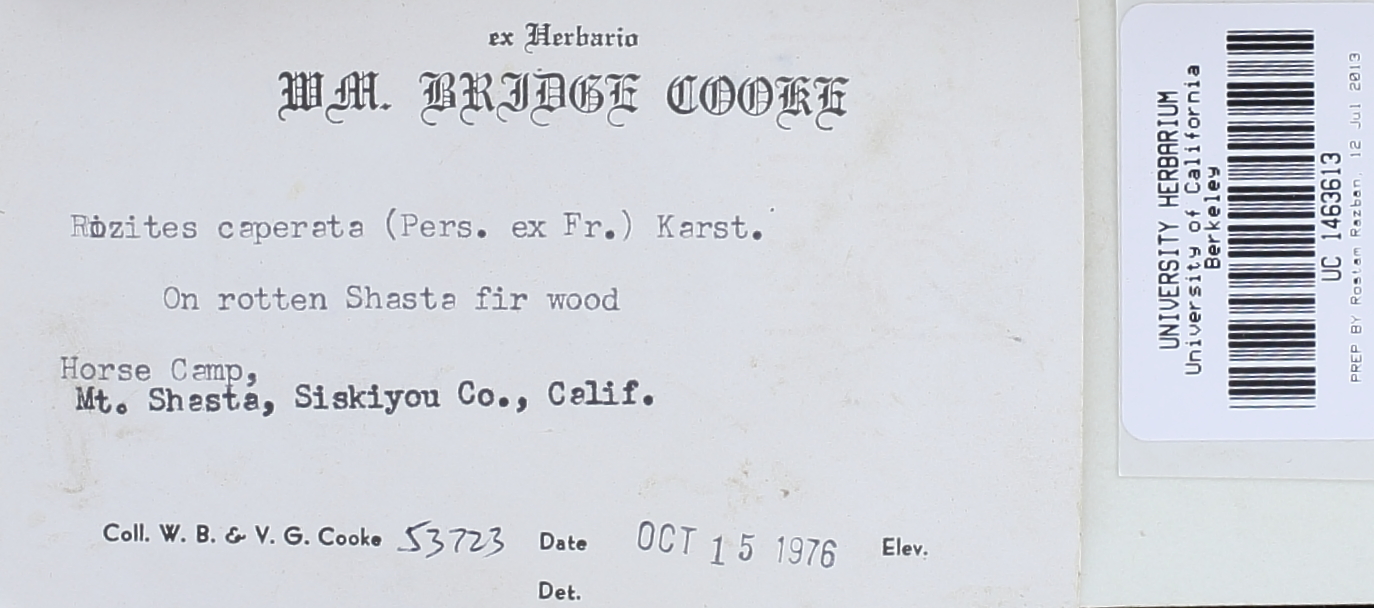 ex Herbario
WM. BRIDGE COOKE
Rozites caperata (Pers. ex Fr.) Karst.
On rotten Shasta fir wood
Horse Camp,
Mt. Shasta, Siskiyou Co., Calif.
Coll. W. B. & V. G. Cooke 53723 Date OCT 15 1976 Elev.
Det.
UNIVERSITY HERBARIUM
University of California
Berkeley
UC 1463613
PREP BY Rostam Razban, 12 Jul 2013